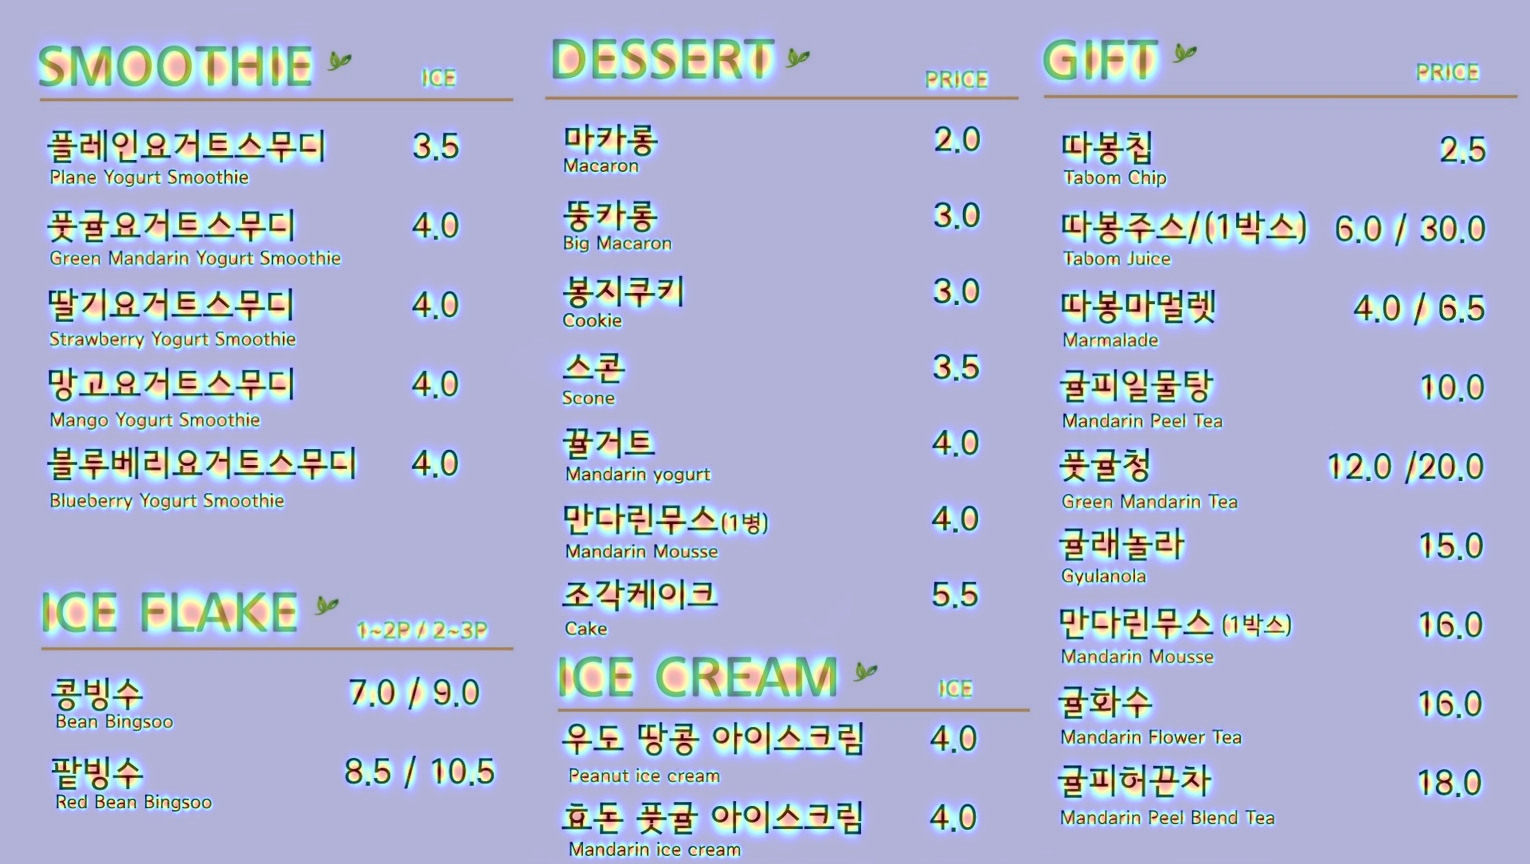 SMOOTHIE ICE
플레인요거트스무디 3.5
Plane Yogurt Smoothie
풋귤요거트스무디 4.0
Green Mandarin Yogurt Smoothie
딸기요거트스무디 4.0
Strawberry Yogurt Smoothie
망고요거트스무디 4.0
Mango Yogurt Smoothie
블루베리요거트스무디 4.0
Blueberry Yogurt Smoothie
ICE FLAKE 1~2P / 2~3P
콩빙수 7.0 / 9.0
Bean Bingsoo
팥빙수 8.5 / 10.5
Red Bean Bingsoo
DESSERT PRICE
마카롱 2.0
Macaron
뚱카롱 3.0
Big Macaron
봉지쿠키 3.0
Cookie
스콘 3.5
Scone
뀰거트 4.0
Mandarin yogurt
만다린무스(1병) 4.0
Mandarin Mousse
조각케이크 5.5
Cake
ICE CREAM ICE
우도 땅콩 아이스크림 4.0
Peanut ice cream
효돈 풋귤 아이스크림 4.0
Mandarin ice cream
GIFT PRICE
따봉칩 2.5
Tabom Chip
따봉주스/(1박스) 6.0 / 30.0
Tabom Juice
따봉마멀렛 4.0 / 6.5
Marmalade
귤피일물탕 10.0
Mandarin Peel Tea
풋귤청 12.0 /20.0
Green Mandarin Tea
귤래놀라 15.0
Gyulanola
만다린무스 (1박스) 16.0
Mandarin Mousse
귤화수 16.0
Mandarin Flower Tea
귤피허끈차 18.0
Mandarin Peel Blend Tea